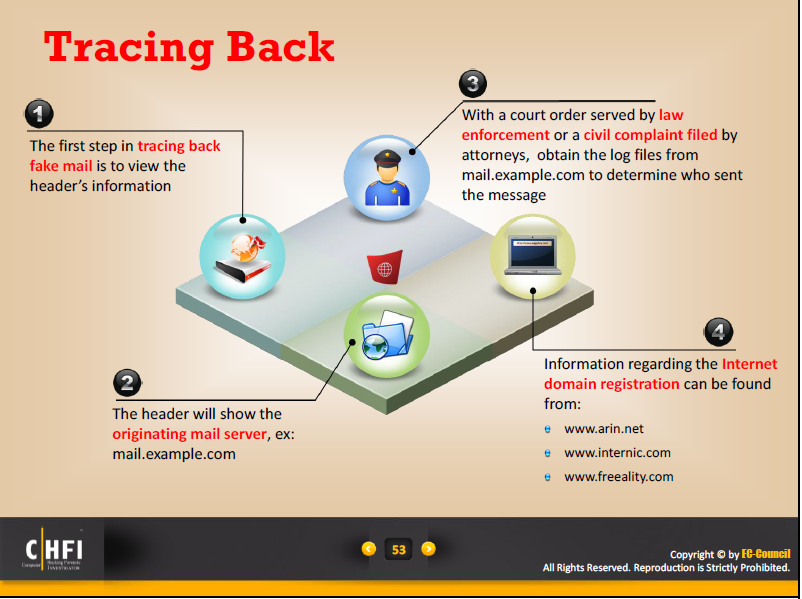 Tracing Back
1
The first step in tracing back
fake mail is to view the
header's information
2
The header will show the
originating mail server, ex:
mail.example.com
3
With a court order served by law
enforcement or a civil complaint filed by
attorneys, obtain the log files from
mail.example.com to determine who sent
the message
4
Information regarding the Internet
domain registration can be found
from:
www.arin.net
www.internic.com
www.freeality.com
CHFI
Computer Hacking Forensic
INVESTIGATOR
53
Copyright © by EC-Council
All Rights Reserved. Reproduction is Strictly Prohibited.